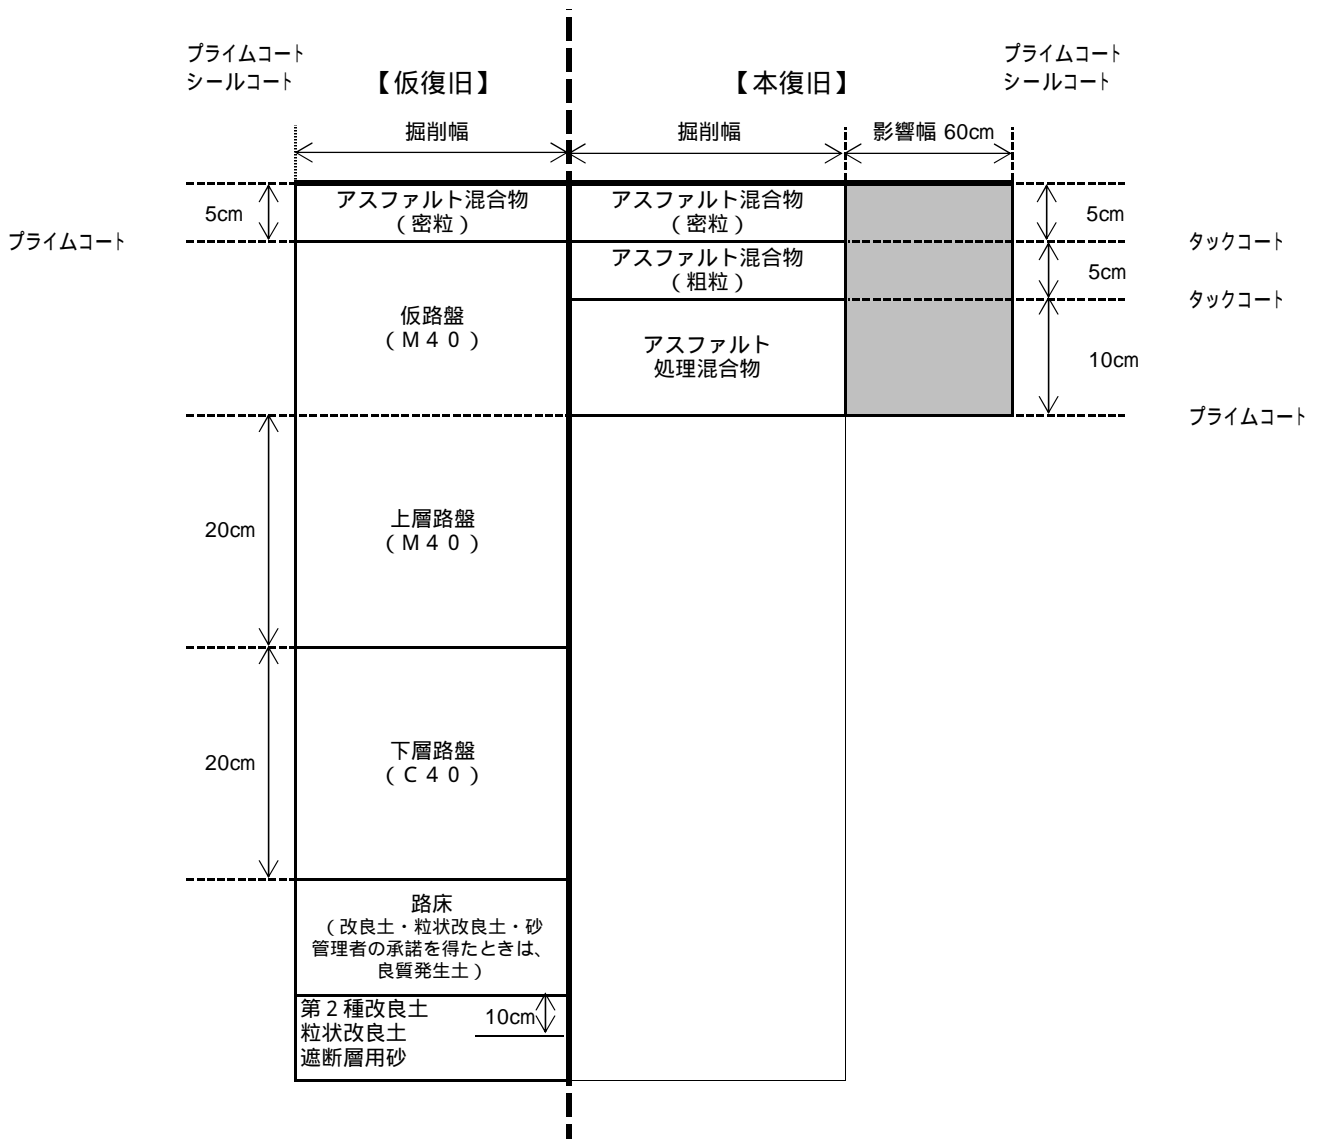 プライムコート
シールコート
【仮復旧】
【本復旧】
プライムコート
シールコート
掘削幅
掘削幅
影響幅 60cm
5cm
アスファルト混合物
(密粒)
アスファルト混合物
(密粒)
5cm
プライムコート
タックコート
アスファルト混合物
(粗粒)
5cm
タックコート
仮路盤
(M40)
アスファルト
処理混合物
10cm
プライムコート
20cm
上層路盤
(M40)
20cm
下層路盤
(C40)
路床
(改良土・粒状改良土・砂
管理者の承諾を得たときは、
良質発生土)
第2種改良土
粒状改良土
遮断層用砂
10cm